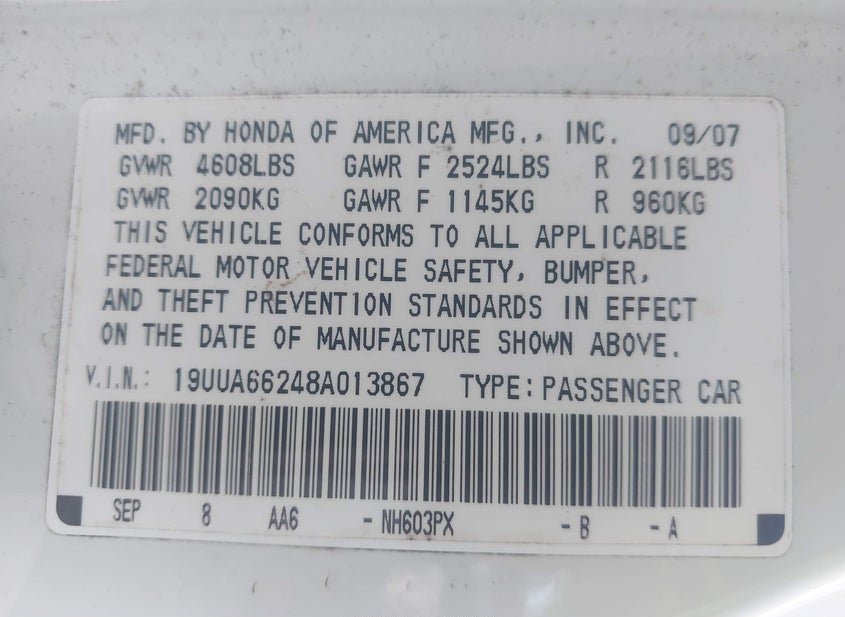 MFD. BY HONDA OF AMERICA MFG., INC. 09/07
GVWR 4608LBS GAWR F 2524LBS R 2116LBS
GVWR 2090KG GAWR F 1145KG R 960KG
THIS VEHICLE CONFORMS TO ALL APPLICABLE
FEDERAL MOTOR VEHICLE SAFETY, BUMPER,
AND THEFT PREVENTION STANDARDS IN EFFECT
ON THE DATE OF MANUFACTURE SHOWN ABOVE.
V.I.N.: 19UUA66248A013867 TYPE: PASSENGER CAR
SEP 8 AA6 - NH603PX - B - A